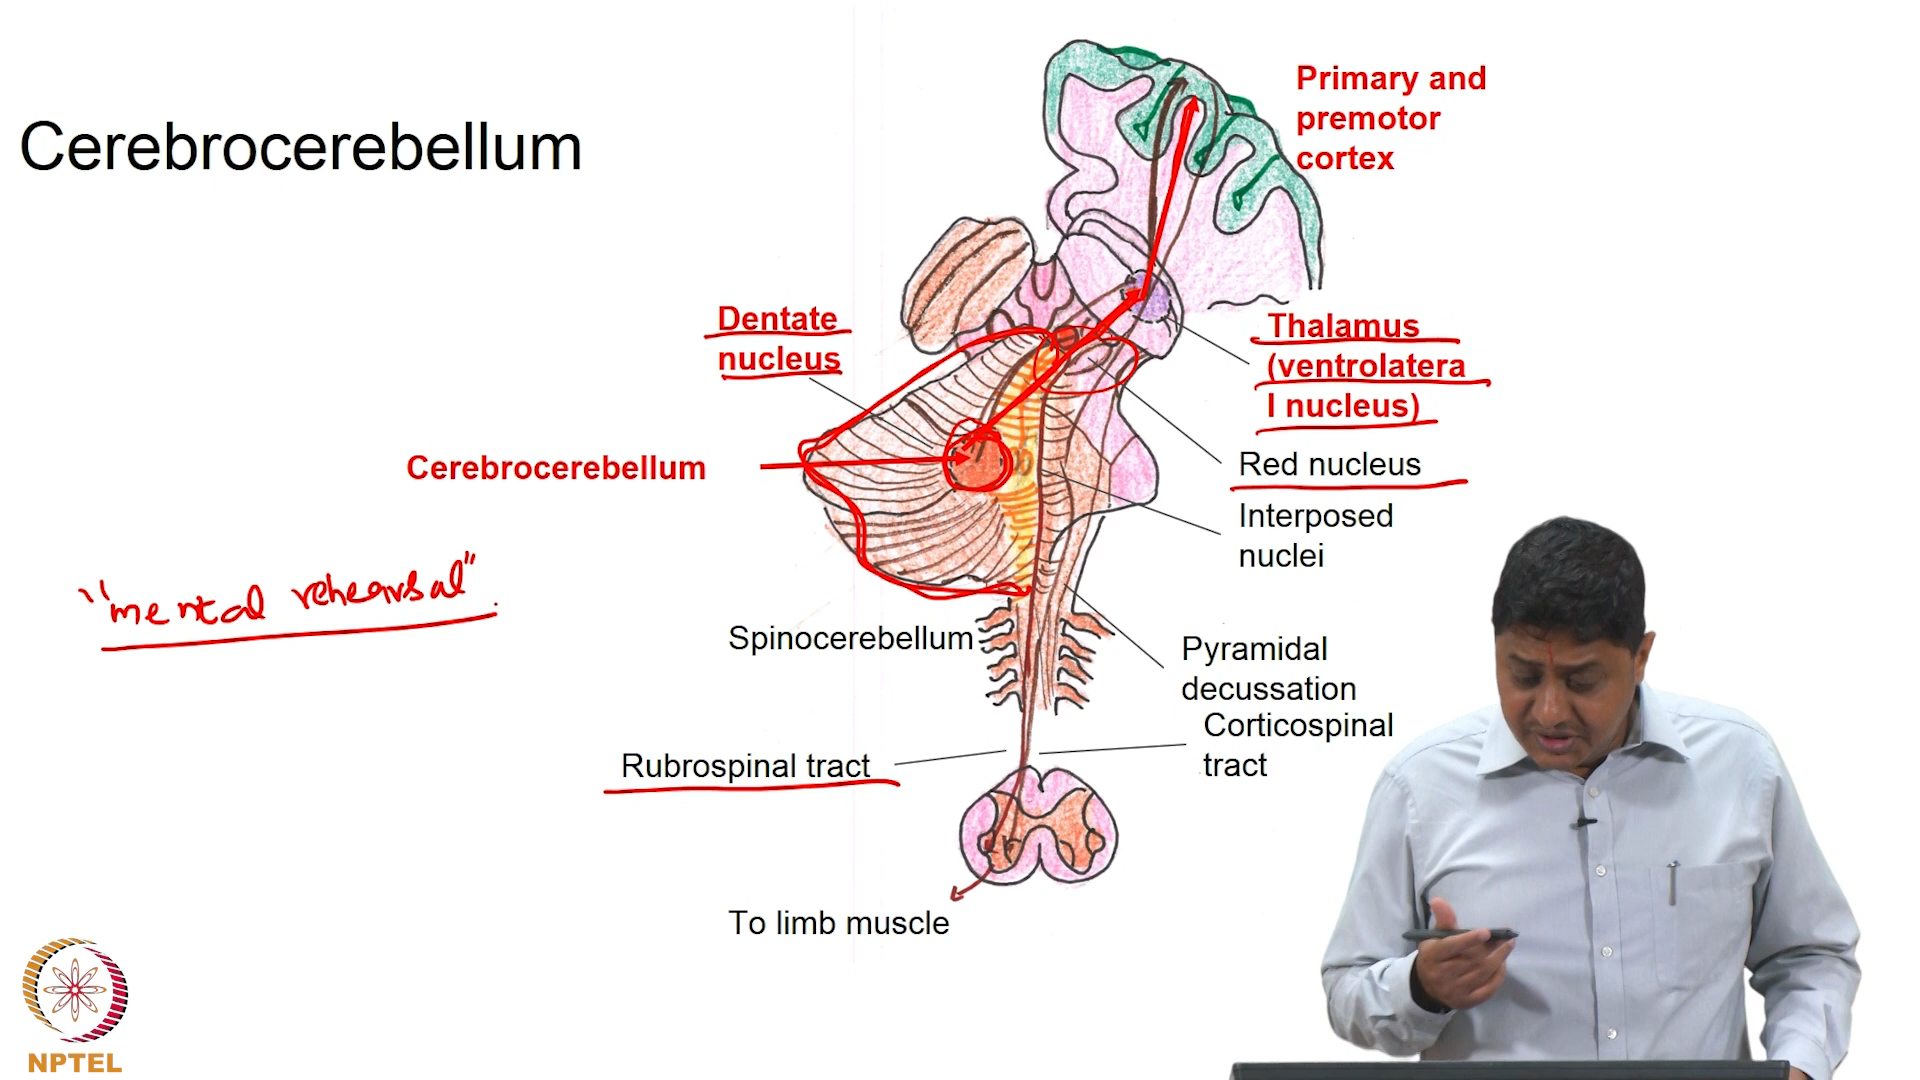 Cerebrocerebellum
Primary and
premotor
cortex
Dentate
nucleus
Thalamus
(ventrolatera
l nucleus)
Cerebrocerebellum
Red nucleus
Interposed
nuclei
"mental rehearsal"
Spinocerebellum
Pyramidal
decussation
Corticospinal
tract
Rubrospinal tract
To limb muscle
NPTEL